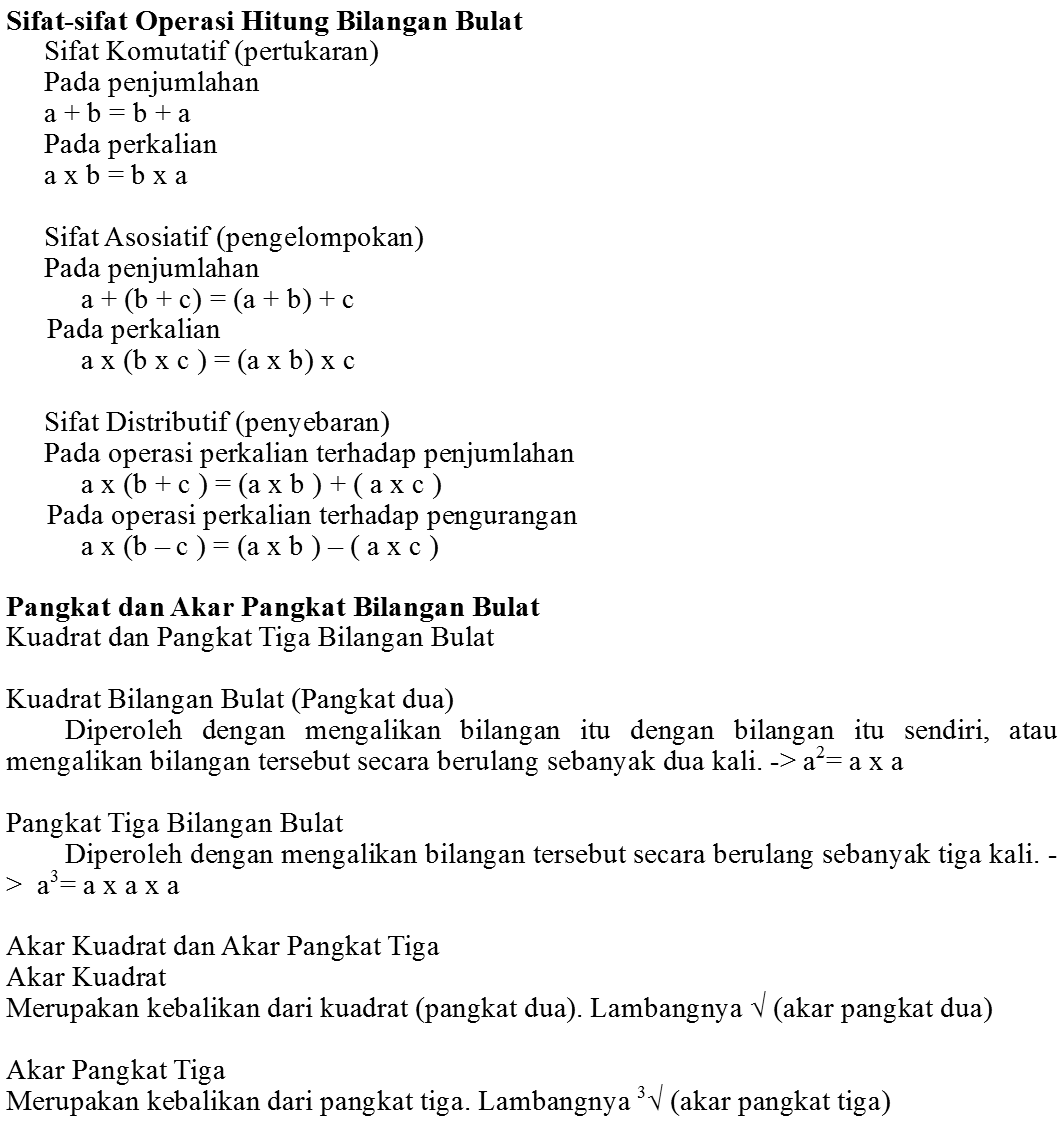 Sifat-sifat Operasi Hitung Bilangan Bulat
Sifat Komutatif (pertukaran)
Pada penjumlahan
a + b = b + a
Pada perkalian
a x b = b x a
Sifat Asosiatif (pengelompokan)
Pada penjumlahan
a + (b + c) = (a + b) + c
Pada perkalian
a x (b x c ) = (a x b) x c
Sifat Distributif (penyebaran)
Pada operasi perkalian terhadap penjumlahan
a x (b + c ) = (a x b ) + ( a x c )
Pada operasi perkalian terhadap pengurangan
a x (b – c ) = (a x b ) – ( a x c )
Pangkat dan Akar Pangkat Bilangan Bulat
Kuadrat dan Pangkat Tiga Bilangan Bulat
Kuadrat Bilangan Bulat (Pangkat dua)
Diperoleh dengan mengalikan bilangan itu dengan bilangan itu sendiri, atau
mengalikan bilangan tersebut secara berulang sebanyak dua kali. -> a²= a x a
Pangkat Tiga Bilangan Bulat
Diperoleh dengan mengalikan bilangan tersebut secara berulang sebanyak tiga kali. -
> a³= a x a x a
Akar Kuadrat dan Akar Pangkat Tiga
Akar Kuadrat
Merupakan kebalikan dari kuadrat (pangkat dua). Lambangnya √ (akar pangkat dua)
Akar Pangkat Tiga
Merupakan kebalikan dari pangkat tiga. Lambangnya ³√ (akar pangkat tiga)